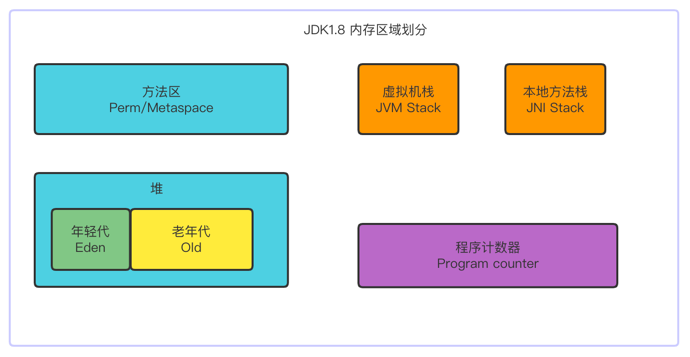 JDK1.8 内存区域划分
方法区
Perm/Metaspace
虚拟机栈
JVM Stack
本地方法栈
JNI Stack
堆
年轻代
Eden
老年代
Old
程序计数器
Program counter